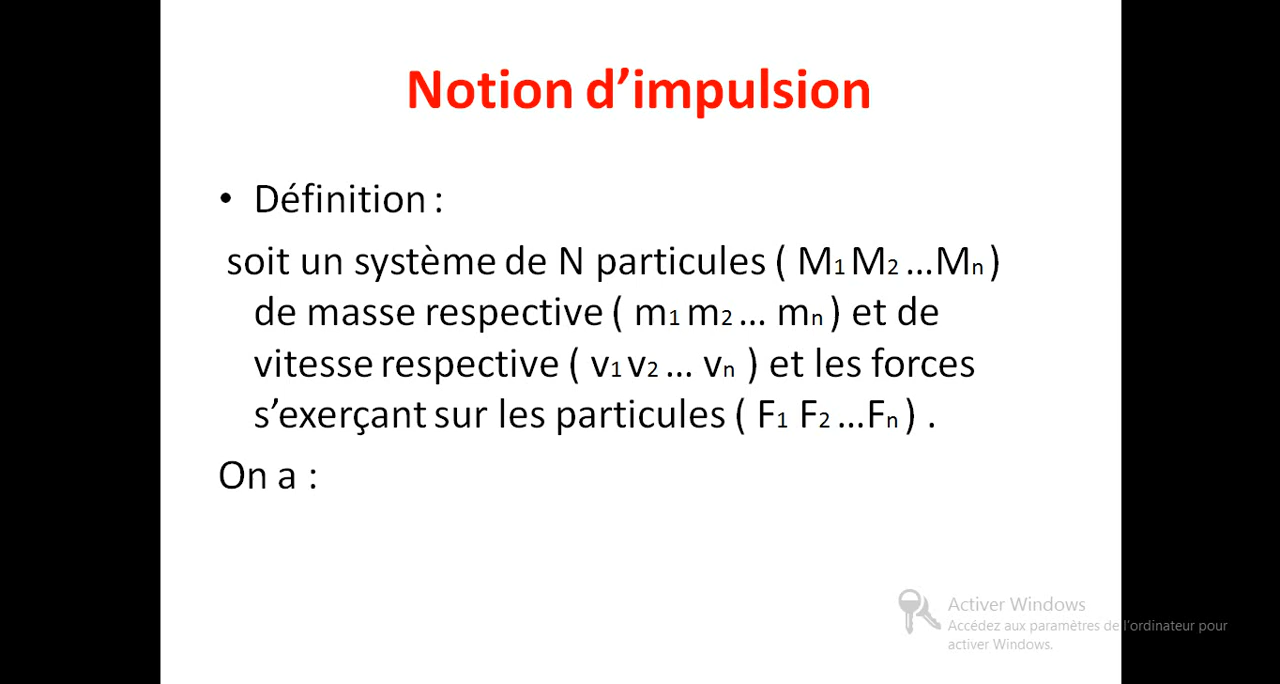 Notion d’impulsion
• Définition :
soit un système de N particules ( M1 M2 ...Mn )
de masse respective ( m1 m2 ... mn ) et de
vitesse respective ( v1 v2 ... vn ) et les forces
s’exerçant sur les particules ( F1 F2 ...Fn ) .
On a :
Activer Windows
Accédez aux paramètres de l'ordinateur pour
activer Windows.